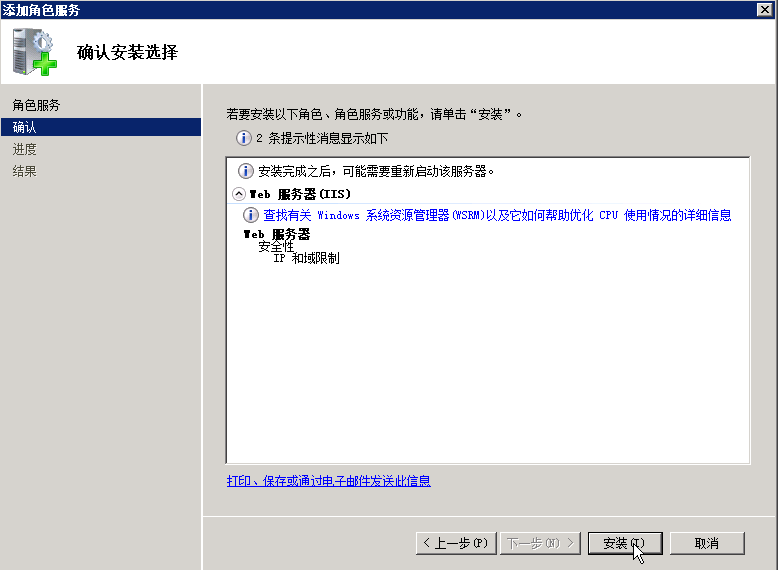 添加角色服务
确认安装选择
角色服务
确认
进度
结果
若要安装以下角色、角色服务或功能，请单击“安装”。
2 条提示性消息显示如下
安装完成之后，可能需要重新启动该服务器。
Web 服务器(IIS)
查找有关 Windows 系统资源管理器(WSRM)以及它如何帮助优化 CPU 使用情况的详细信息
Web 服务器
安全性
IP 和域限制
打印、保存或通过电子邮件发送此信息
< 上一步(P)
下一步(N) >
安装(I)
取消